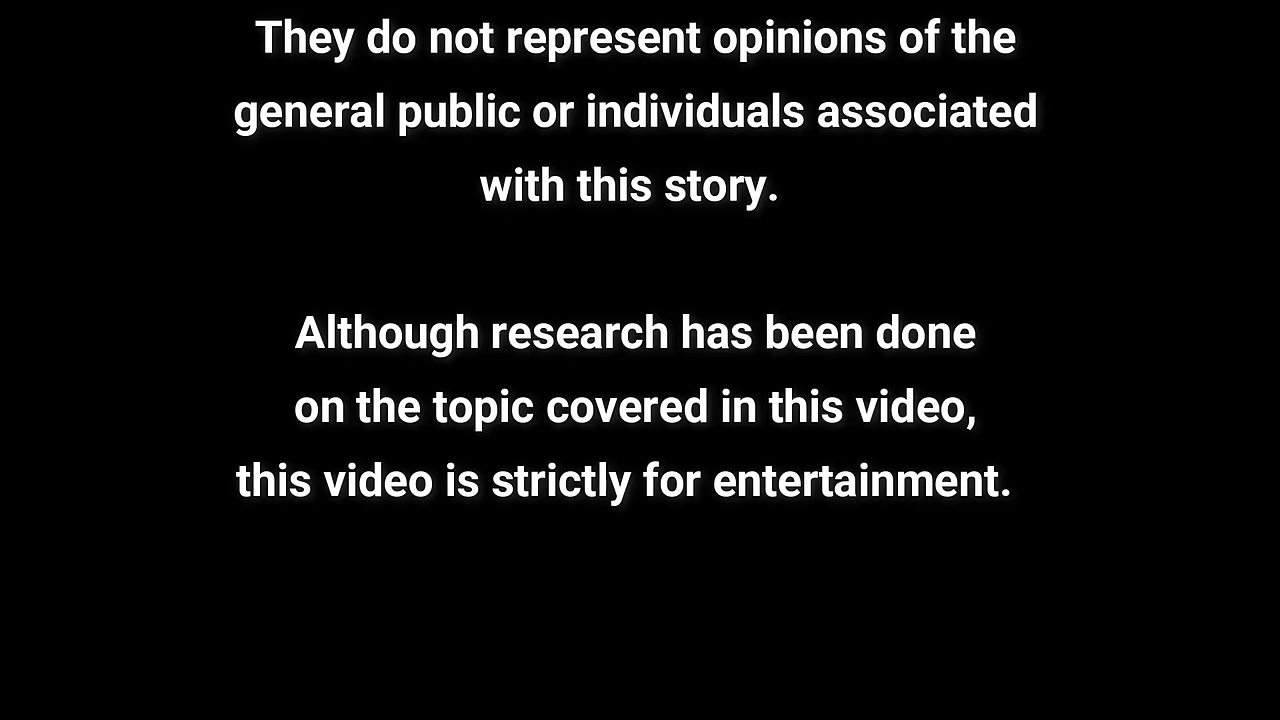 They do not represent opinions of the
general public or individuals associated
with this story.
Although research has been done
on the topic covered in this video,
this video is strictly for entertainment.